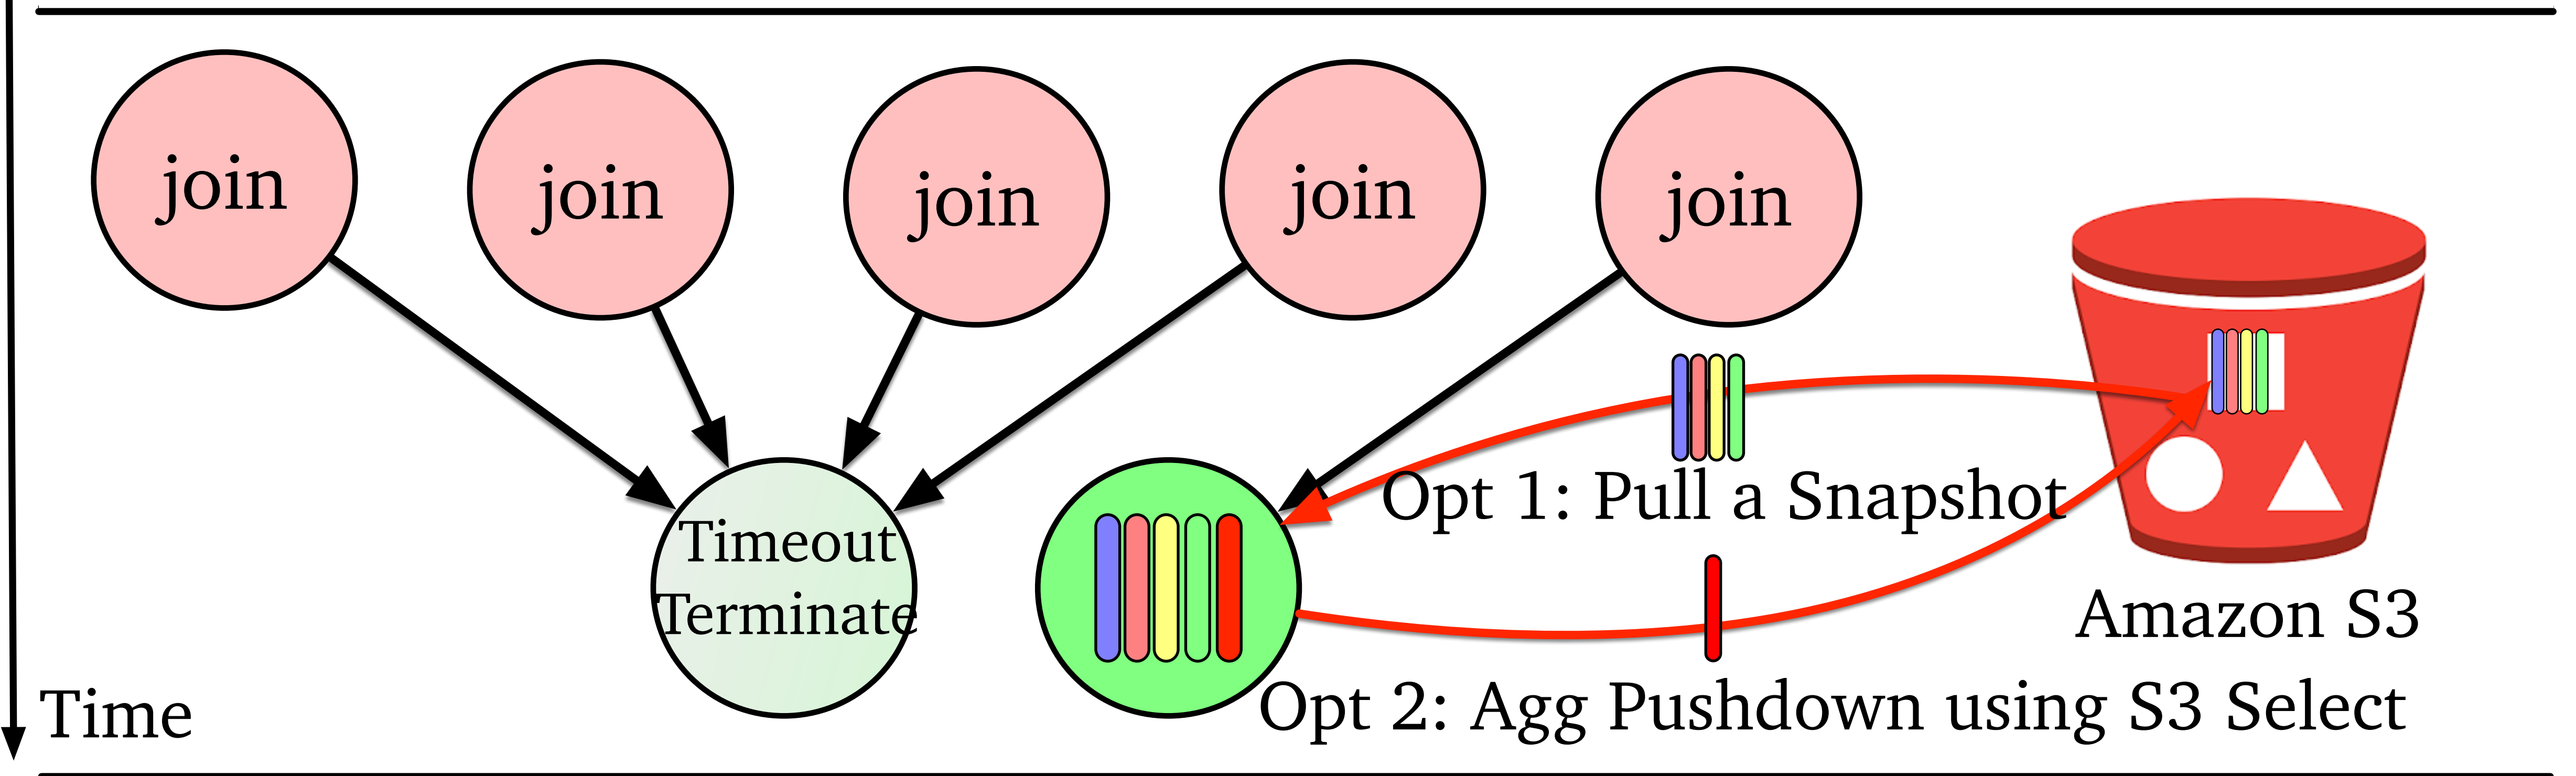 join
join
join
join
join
Opt 1: Pull a Snapshot
Timeout
Terminate
Amazon S3
Opt 2: Agg Pushdown using S3 Select
Time